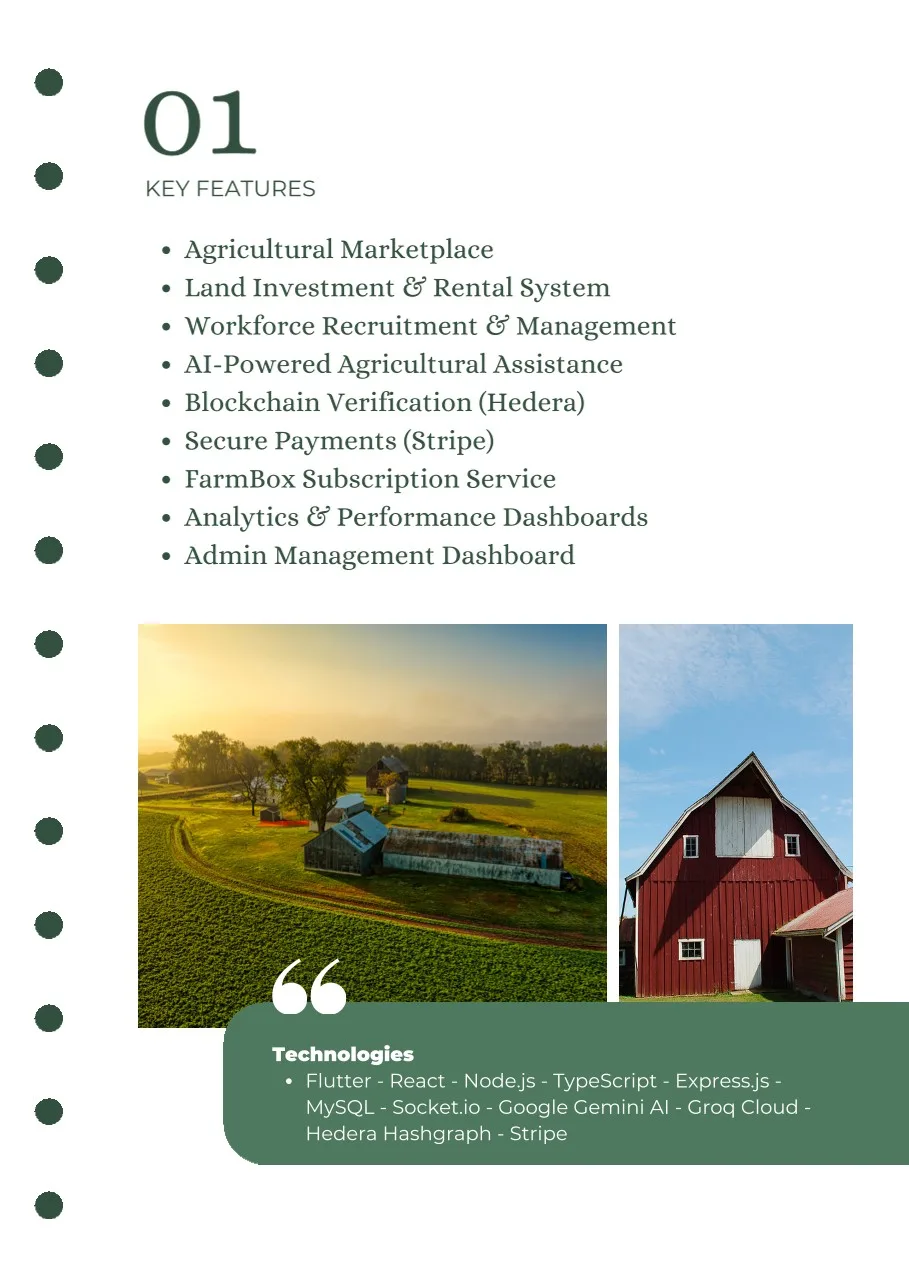 01
KEY FEATURES
• Agricultural Marketplace
• Land Investment & Rental System
• Workforce Recruitment & Management
• AI-Powered Agricultural Assistance
• Blockchain Verification (Hedera)
• Secure Payments (Stripe)
• FarmBox Subscription Service
• Analytics & Performance Dashboards
• Admin Management Dashboard
“
Technologies
• Flutter - React - Node.js - TypeScript - Express.js -
MySQL - Socket.io - Google Gemini AI - Groq Cloud -
Hedera Hashgraph - Stripe